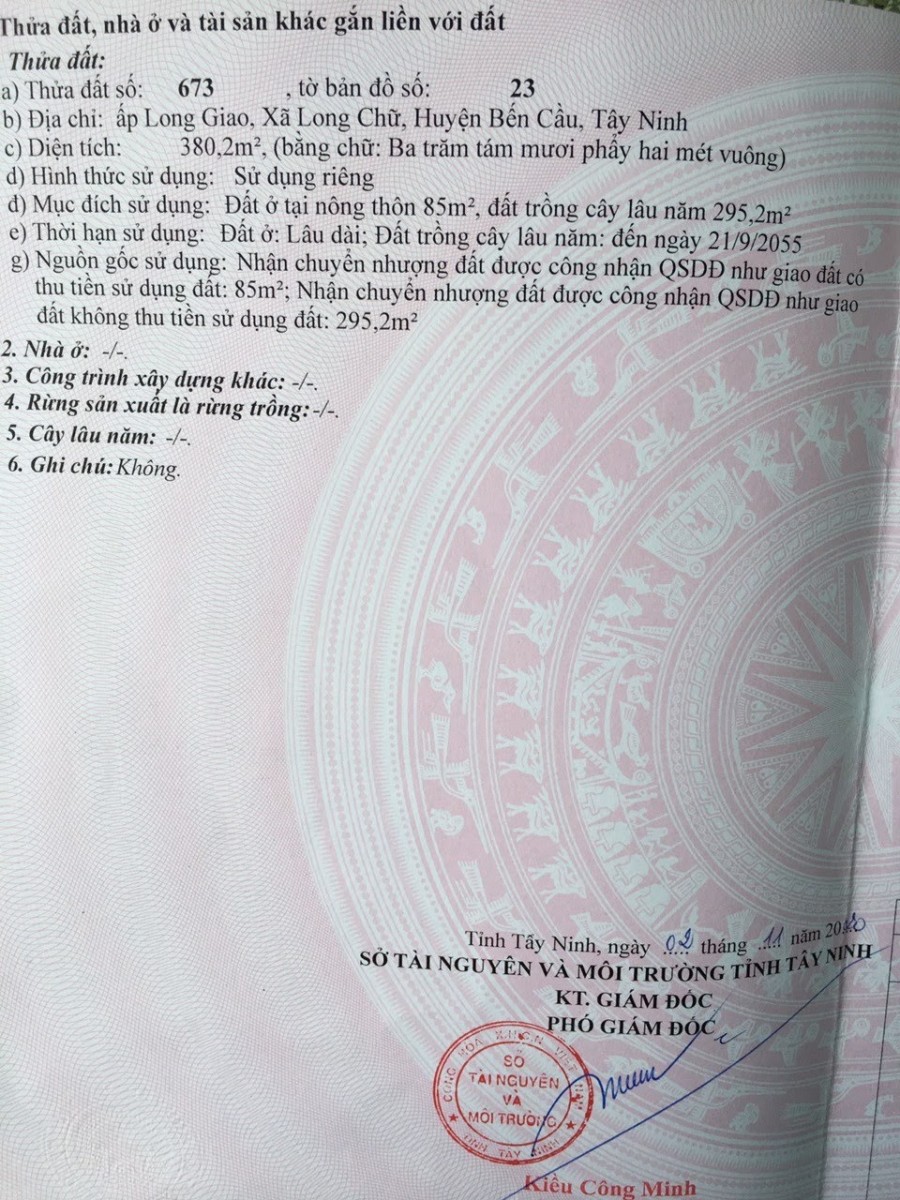 Thửa đất, nhà ở và tài sản khác gắn liền với đất
Thửa đất:
a) Thửa đất số: 673 , tờ bản đồ số: 23
b) Địa chỉ: ấp Long Giao, Xã Long Chữ, Huyện Bến Cầu, Tây Ninh
c) Diện tích: 380,2m², (bằng chữ: Ba trăm tám mươi phẩy hai mét vuông)
d) Hình thức sử dụng: Sử dụng riêng
đ) Mục đích sử dụng: Đất ở tại nông thôn 85m², đất trồng cây lâu năm 295,2m²
e) Thời hạn sử dụng: Đất ở: Lâu dài; Đất trồng cây lâu năm: đến ngày 21/9/2055
g) Nguồn gốc sử dụng: Nhận chuyển nhượng đất được công nhận QSDĐ như giao đất có
thu tiền sử dụng đất: 85m²; Nhận chuyển nhượng đất được công nhận QSDĐ như giao
đất không thu tiền sử dụng đất: 295,2m²
2. Nhà ở: -/-.
3. Công trình xây dựng khác: -/-.
4. Rừng sản xuất là rừng trồng: -/-.
5. Cây lâu năm: -/-.
6. Ghi chú: Không.
Tỉnh Tây Ninh, ngày 02 tháng 11 năm
SỞ TÀI NGUYÊN VÀ MÔI TRƯỜNG TỈNH TÂY NINH
KT. GIÁM ĐỐC
PHÓ GIÁM ĐỐC
CỘNG HÒA X.H.C.N VIỆT NAM
SỞ
TÀI NGUYÊN
VÀ
MÔI TRƯỜNG
TỈNH TÂY NINH
Kiều Công Minh